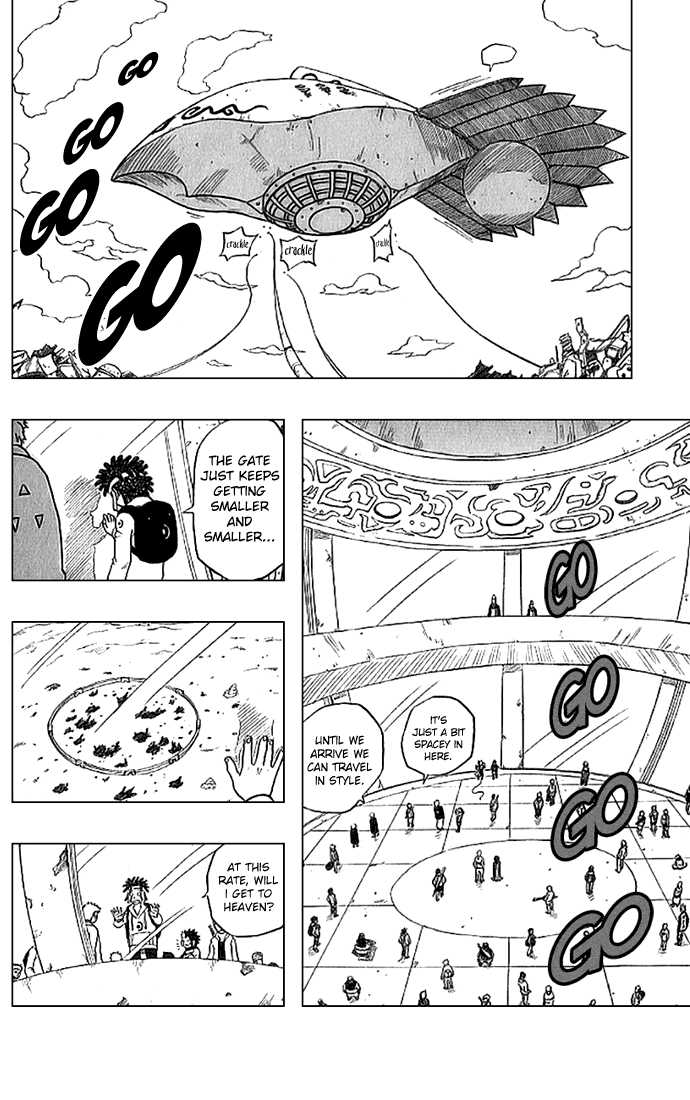 GO
GO
GO
GO
crackle
crackle
crackle
THE GATE
JUST KEEPS
GETTING
SMALLER
AND
SMALLER...
AT THIS
RATE, WILL
I GET TO
HEAVEN?
GO
GO
GO
GO
IT'S
JUST A BIT
SPACEY IN
HERE.
UNTIL WE
ARRIVE WE
CAN TRAVEL
IN STYLE.